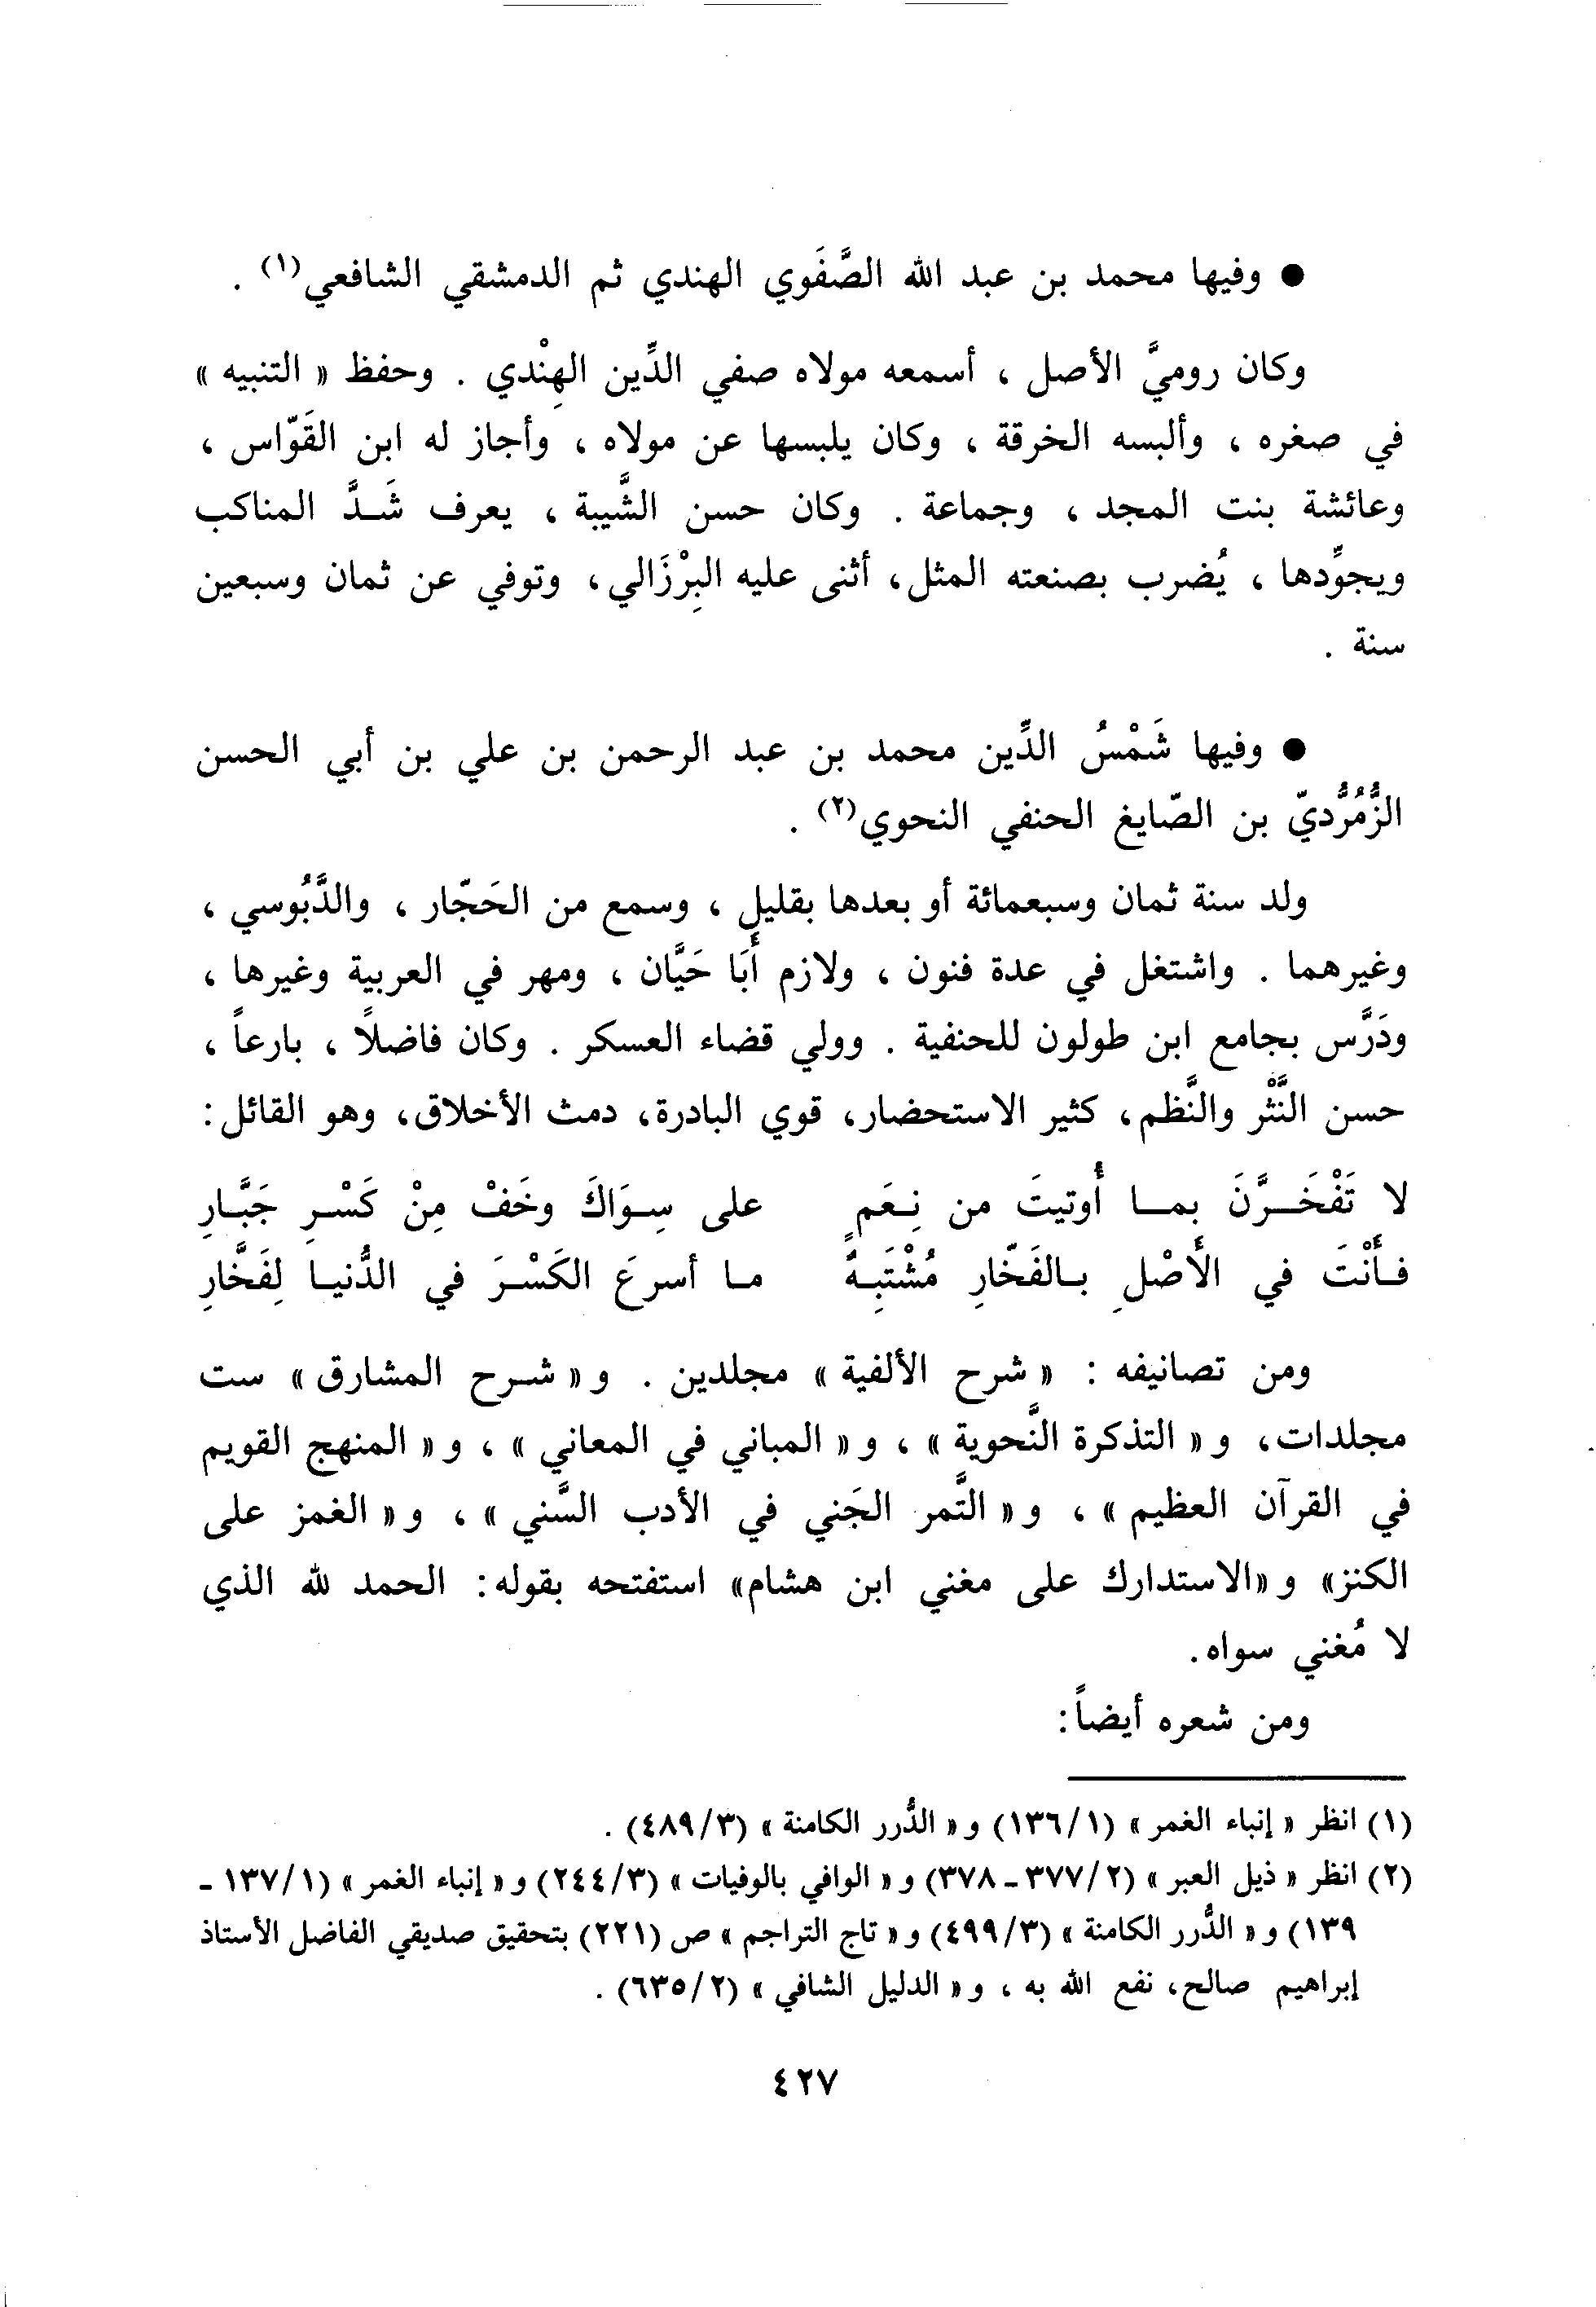 ● وفيها محمد بن عبد الله الصَّفَوي الهندي ثم الدمشقي الشافعي(١) .
وكان روميَّ الأصل ، أسمعه مولاه صفي الدِّين الهِنْدي . وحفظ « التنبيه »
في صغره ، وألبسه الخرقة ، وكان يلبسها عن مولاه ، وأجاز له ابن القَوّاس ،
وعائشة بنت المجد ، وجماعة . وكان حسن الشَّيبة ، يعرف شَدَّ المناكب
ويجوِّدها ، يُضرب بصنعته المثل، أثنى عليه البِرْزَالي، وتوفي عن ثمان وسبعين
سنة .
● وفيها شَمْسُ الدِّين محمد بن عبد الرحمن بن علي بن أبي الحسن
الزُّمُرُّديّ بن الصّايغ الحنفي النحوي(٢) .
ولد سنة ثمان وسبعمائة أو بعدها بقليل ، وسمع من الحَجّار ، والدَّبُوسي ،
وغيرهما . واشتغل في عدة فنون ، ولازم أَبَا حَيَّان ، ومهر في العربية وغيرها ،
ودَرَّس بجامع ابن طولون للحنفية . وولي قضاء العسكر . وكان فاضلاً ، بارعاً ،
حسن النَّثْر والنَّظم، كثير الاستحضار، قوي البادرة، دمث الأخلاق، وهو القائل:
لا تَفْخَرَّنَ بما أُوتيتَ من نِعَمٍ على سِوَاكَ وخَفْ مِنْ كَسْرِ جَبَّارِ
فأَنْتَ في الأَصْلِ بالفَخّارِ مُشْتَبِهٌ ما أسرعَ الكَسْرَ في الدُّنيا لِفَخَّارِ
ومن تصانيفه : « شرح الألفية » مجلدين . و « شرح المشارق » ست
مجلدات، و « التذكرة النَّحوية » ، و « المباني في المعاني » ، و « المنهج القويم
في القرآن العظيم » ، و « التَّمر الجَني في الأدب السَّني » ، و « الغمز على
الكنز» و «الاستدارك على مغني ابن هشام» استفتحه بقوله: الحمد لله الذي
لا مُغني سواه.
ومن شعره أيضاً:
(١) انظر « إنباء الغمر » (١/١٣٦) و « الدُّرر الكامنة » (٣/٤٨٩) .
(٢) انظر « ذيل العبر » (٢/٣٧٧ - ٣٧٨) و « الوافي بالوفيات » (٣/٢٤٤) و « إنباء الغمر » (١/١٣٧ -
١٣٩) و « الدُّرر الكامنة » (٣/٤٩٩) و « تاج التراجم » ص (٢٢١) بتحقيق صديقي الفاضل الأستاذ
إبراهيم صالح، نفع الله به ، و « الدليل الشافي » (٢/٦٣٥) .
٤٢٧